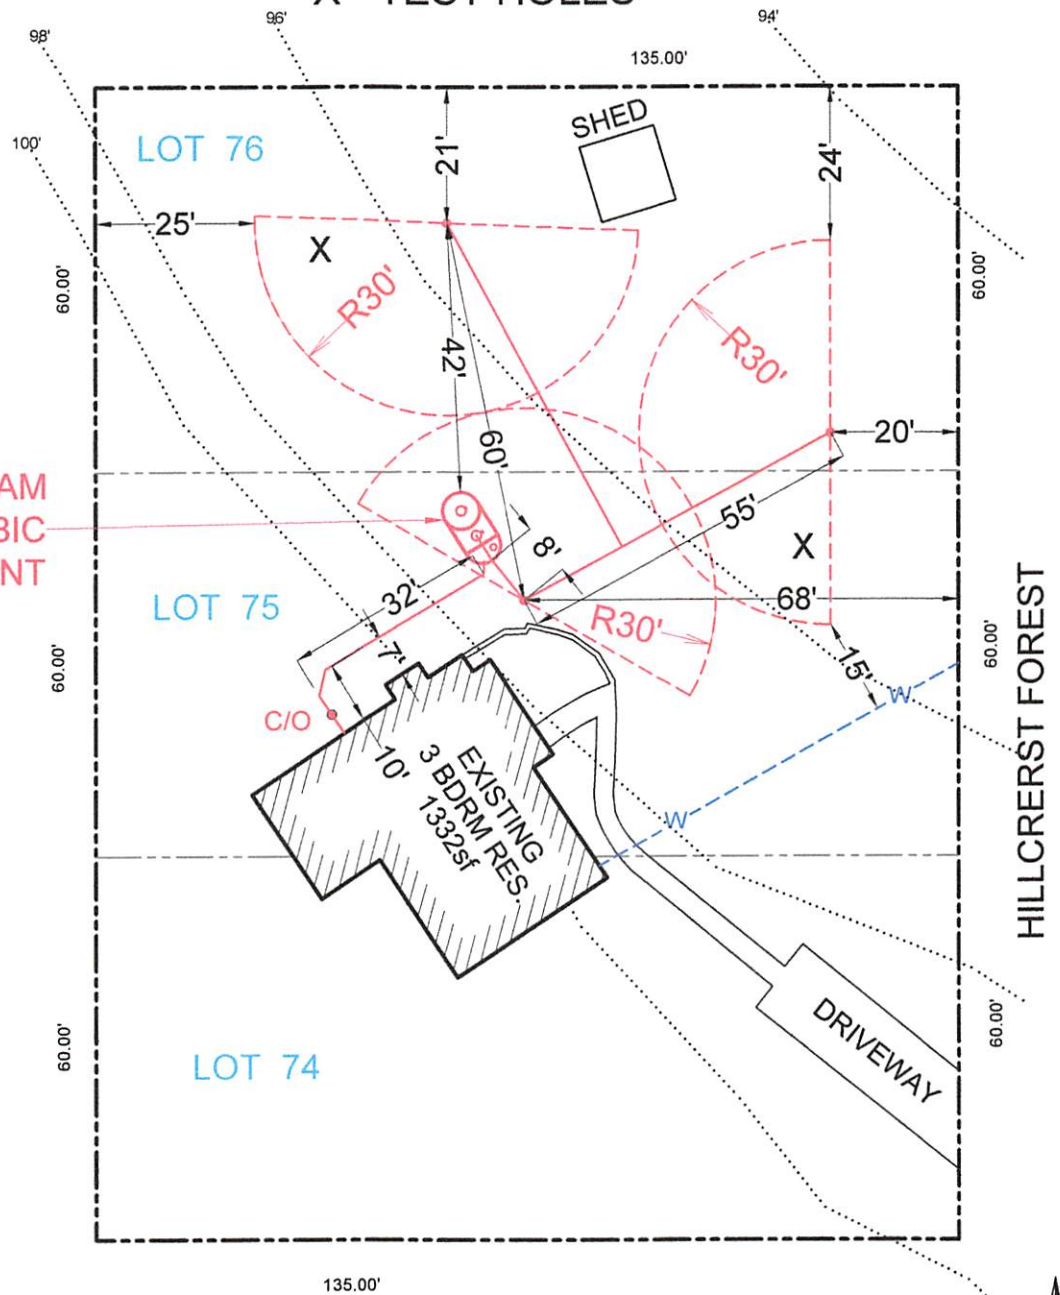 X TEST HOLES
96'
94'
98'
135.00'
100'
LOT 76
SHED
21'
24'
25'
X
60.00'
60.00'
R30'
42'
R30'
60'
20'
AM
BIC
NT
55'
8'
X
LOT 75
32'
68'
R30'
7'
15'
60.00'
60.00'
W
C/O
10'
EXISTING
3 BDRM RES.
1332sf
W
HILLCRERST FOREST
DRIVEWAY
60.00'
60.00'
LOT 74
135.00'